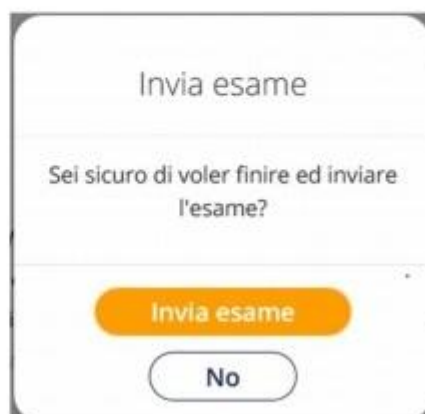 Invia esame
Sei sicuro di voler finire ed inviare
l'esame?
Invia esame
No